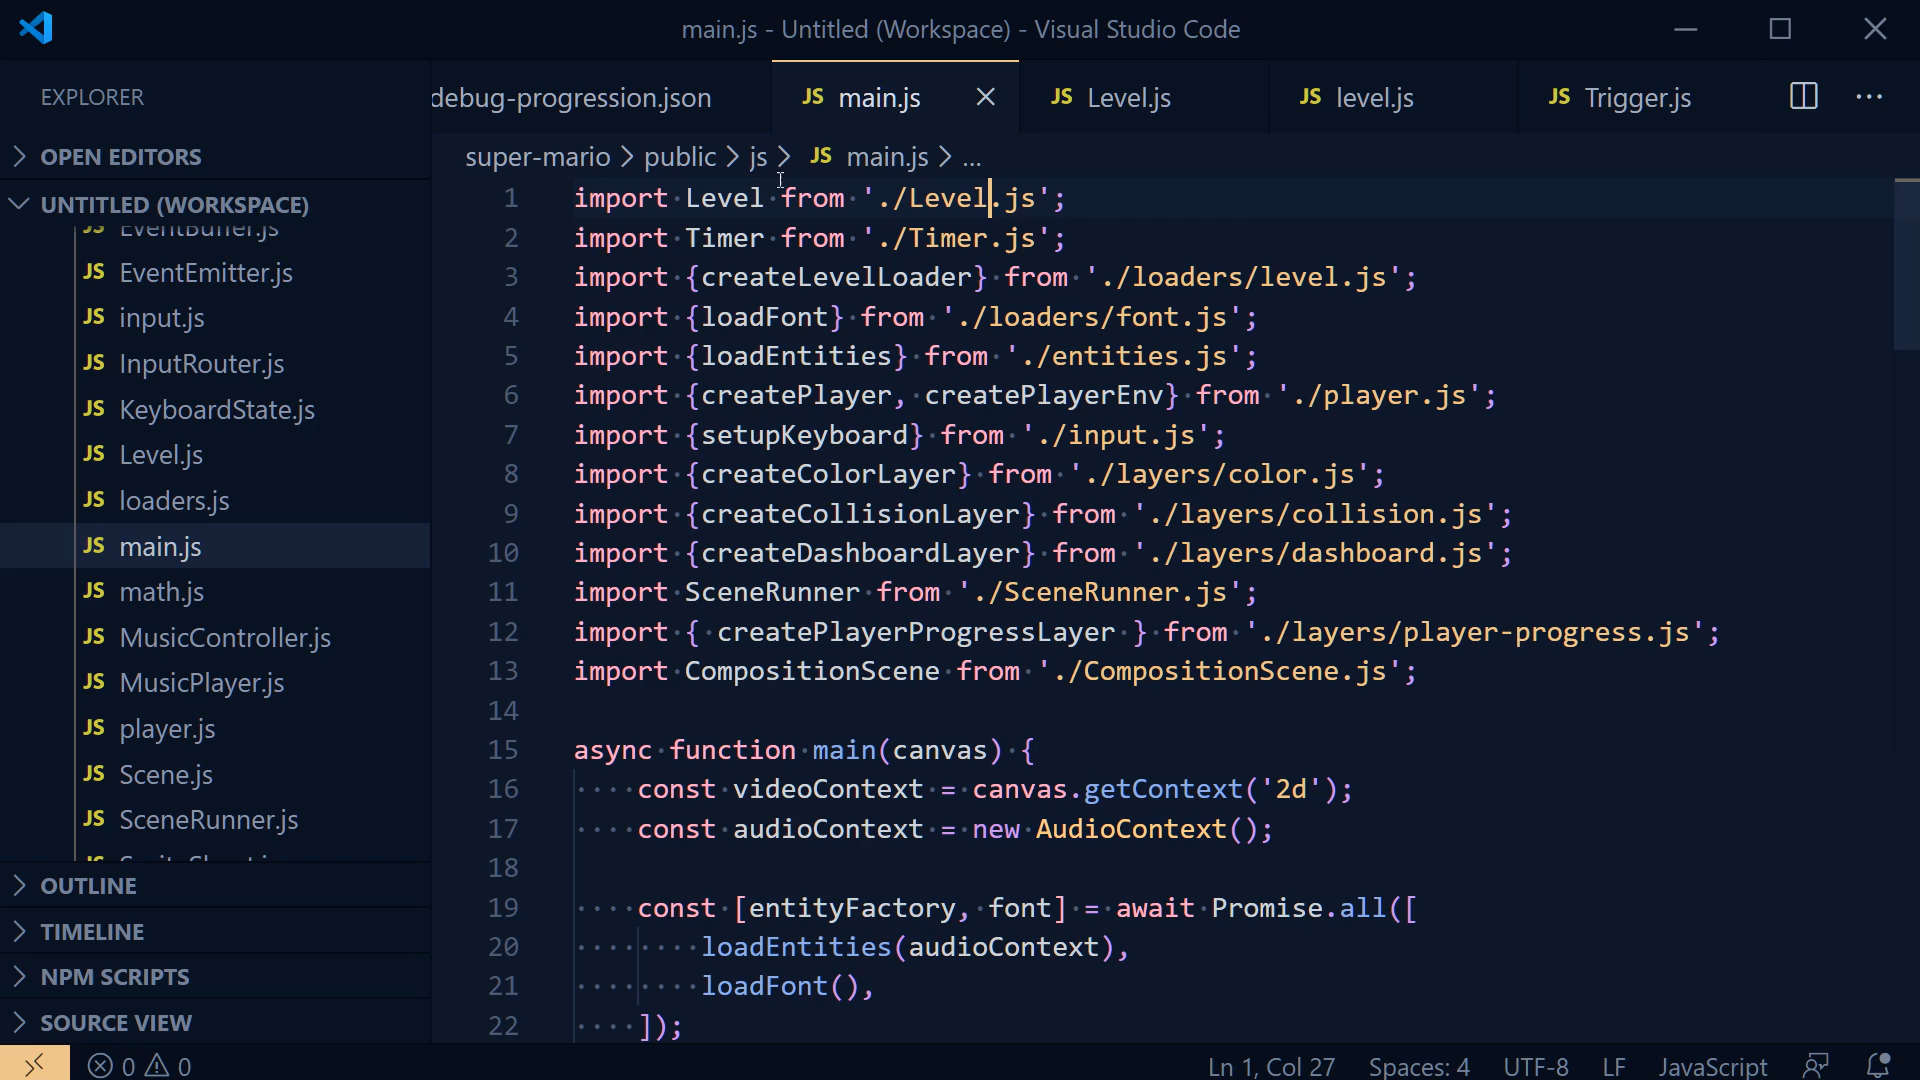 main.js - Untitled (Workspace) - Visual Studio Code
EXPLORER
debug-progression.json
JS main.js
JS Level.js
JS level.js
JS Trigger.js
OPEN EDITORS
super-mario > public > js > JS main.js > ...
UNTITLED (WORKSPACE)
JS EventBuffer.js
JS EventEmitter.js
JS input.js
JS InputRouter.js
JS KeyboardState.js
JS Level.js
JS loaders.js
JS main.js
JS math.js
JS MusicController.js
JS MusicPlayer.js
JS player.js
JS Scene.js
JS SceneRunner.js
OUTLINE
TIMELINE
NPM SCRIPTS
SOURCE VIEW
1 import Level from './Level.js';
2 import Timer from './Timer.js';
3 import {createLevelLoader} from './loaders/level.js';
4 import {loadFont} from './loaders/font.js';
5 import {loadEntities} from './entities.js';
6 import {createPlayer, createPlayerEnv} from './player.js';
7 import {setupKeyboard} from './input.js';
8 import {createColorLayer} from './layers/color.js';
9 import {createCollisionLayer} from './layers/collision.js';
10 import {createDashboardLayer} from './layers/dashboard.js';
11 import SceneRunner from './SceneRunner.js';
12 import { createPlayerProgressLayer } from './layers/player-progress.js';
13 import CompositionScene from './CompositionScene.js';
14
15 async function main(canvas) {
16     const videoContext = canvas.getContext('2d');
17     const audioContext = new AudioContext();
18
19     const [entityFactory, font] = await Promise.all([
20         loadEntities(audioContext),
21         loadFont(),
22     ]);
0 0
Ln 1, Col 27
Spaces: 4
UTF-8
LF
JavaScript